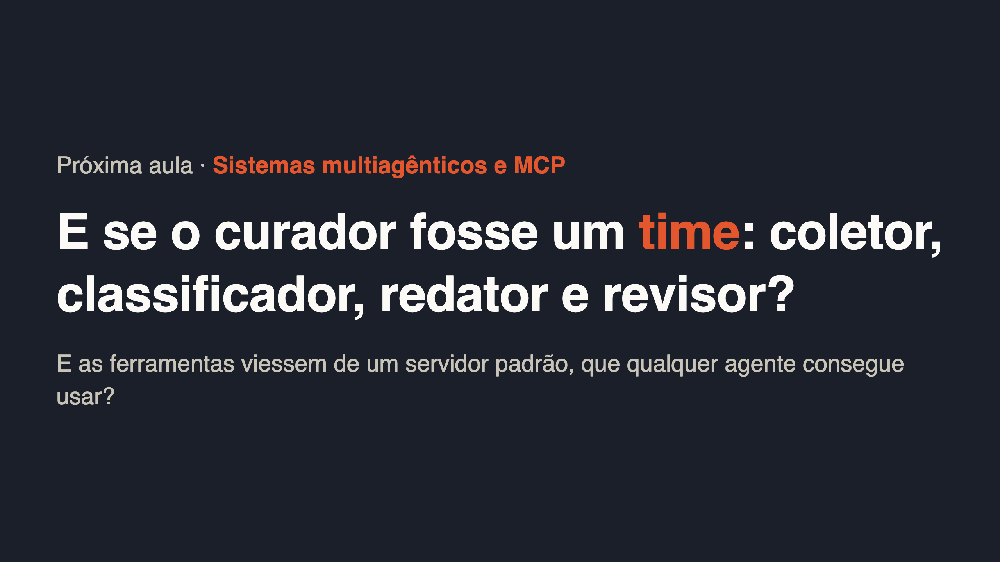 Próxima aula · Sistemas multiagênticos e MCP
E se o curador fosse um time: coletor,
classificador, redator e revisor?
E as ferramentas viessem de um servidor padrão, que qualquer agente consegue
usar?